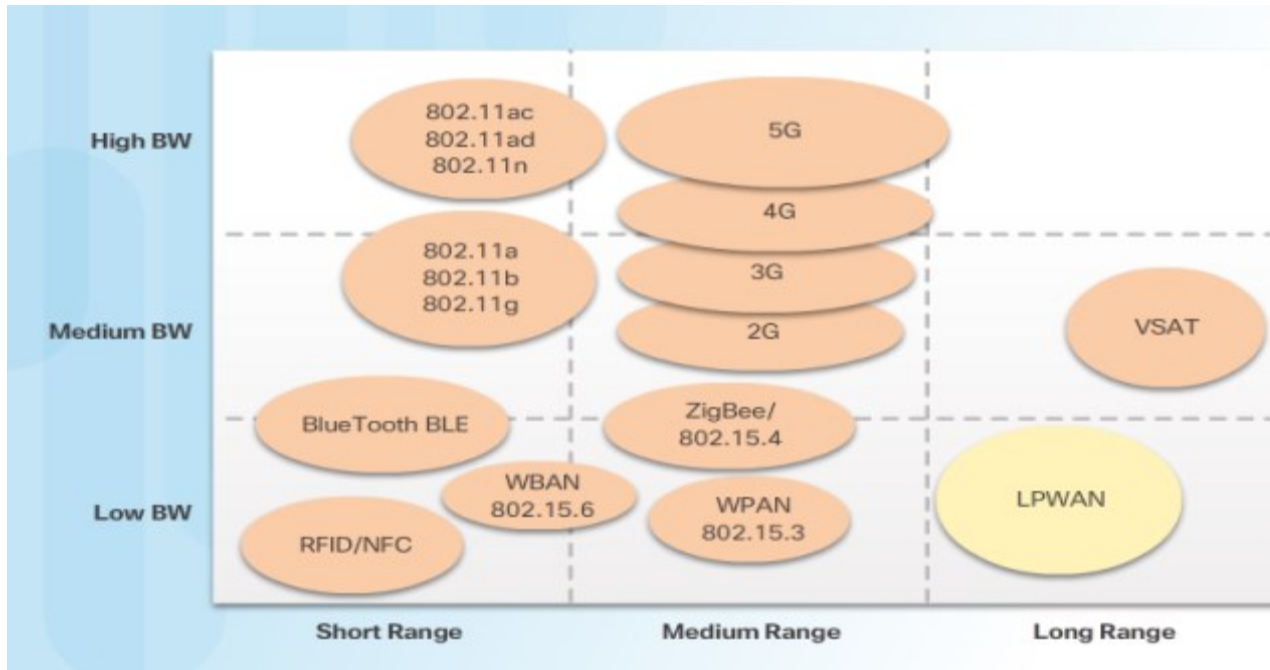 High BW
802.11ac
802.11ad
802.11n
5G
4G
Medium BW
802.11a
802.11b
802.11g
3G
2G
VSAT
BlueTooth BLE
ZigBee/
802.15.4
Low BW
WBAN
802.15.6
WPAN
802.15.3
LPWAN
RFID/NFC
Short Range
Medium Range
Long Range